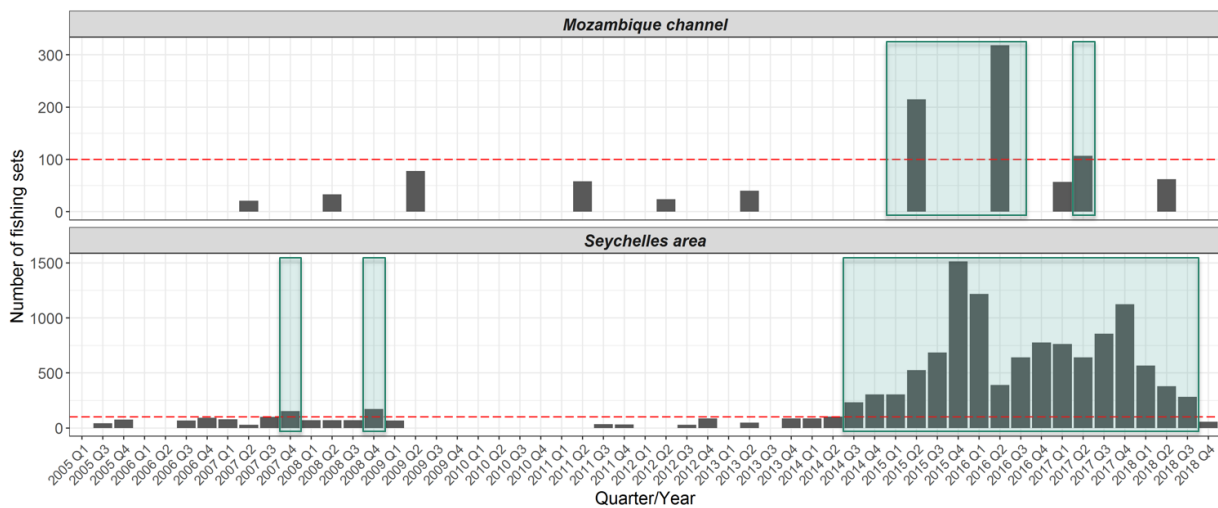 Mozambique channel
300
200
100
0
Number of fishing sets
Seychelles area
1500
1000
500
0
2005 Q1
2005 Q3
2005 Q4
2006 Q1
2006 Q2
2006 Q3
2006 Q4
2007 Q1
2007 Q2
2007 Q3
2007 Q4
2008 Q1
2008 Q2
2008 Q3
2008 Q4
2009 Q1
2009 Q2
2009 Q3
2009 Q4
2010 Q1
2010 Q2
2010 Q3
2010 Q4
2011 Q1
2011 Q2
2011 Q3
2011 Q4
2012 Q1
2012 Q2
2012 Q3
2012 Q4
2013 Q1
2013 Q2
2013 Q3
2013 Q4
2014 Q1
2014 Q2
2014 Q3
2014 Q4
2015 Q1
2015 Q2
2015 Q3
2015 Q4
2016 Q1
2016 Q2
2016 Q3
2016 Q4
2017 Q1
2017 Q2
2017 Q3
2017 Q4
2018 Q1
2018 Q2
2018 Q3
2018 Q4
Quarter/Year